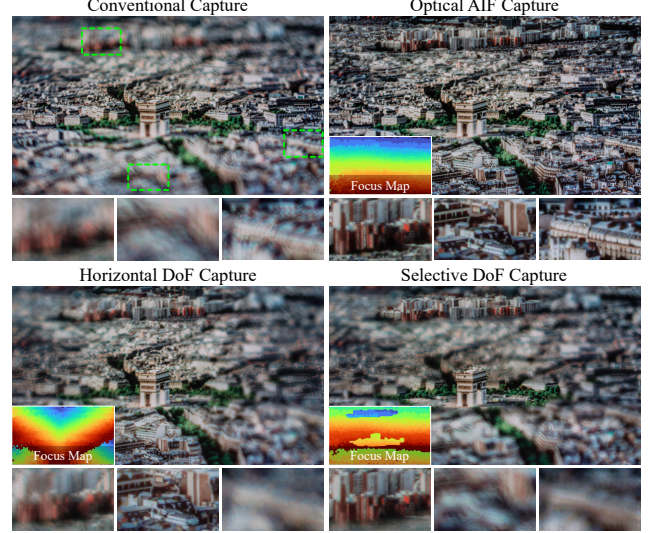 Conventional Capture
Optical AIF Capture
Focus Map
Horizontal DoF Capture
Selective DoF Capture
Focus Map
Focus Map